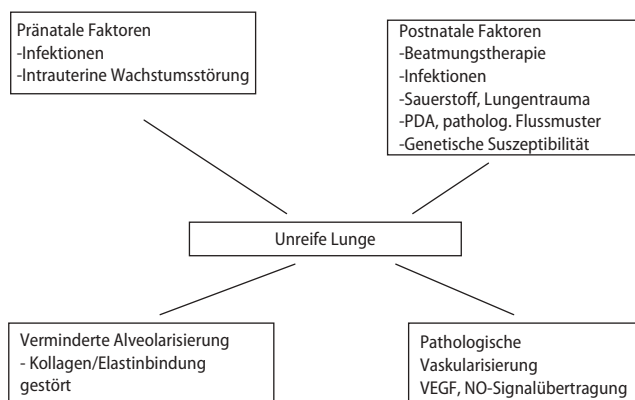 Pränatale Faktoren
-Infektionen
-Intrauterine Wachstumsstörung
Postnatale Faktoren
-Beatmungstherapie
-Infektionen
-Sauerstoff, Lungentrauma
-PDA, patholog. Flussmuster
-Genetische Suszeptibilität
Unreife Lunge
Verminderte Alveolarisierung
- Kollagen/Elastinbindung
gestört
Pathologische
Vaskularisierung
VEGF, NO-Signalübertragung